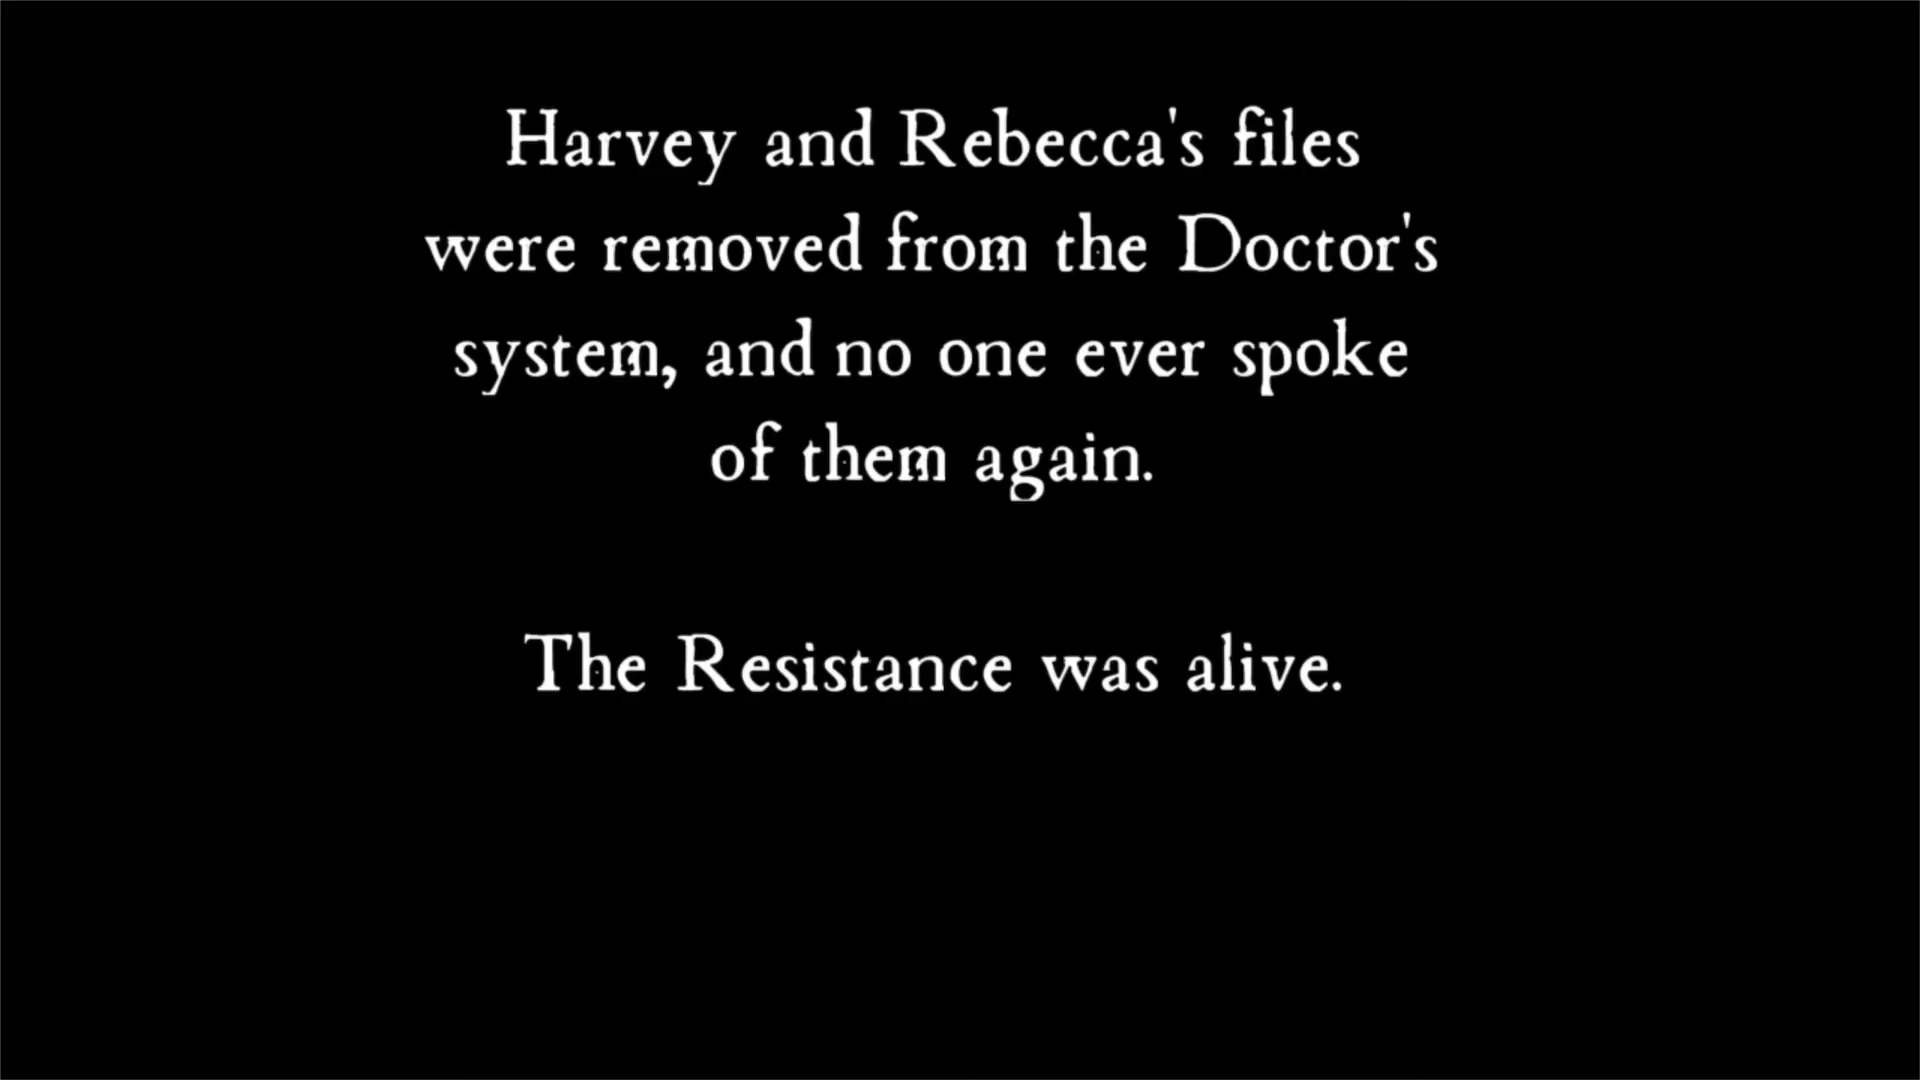 Harvey and Rebecca's files
were removed from the Doctor's
system, and no one ever spoke
of them again.
The Resistance was alive.